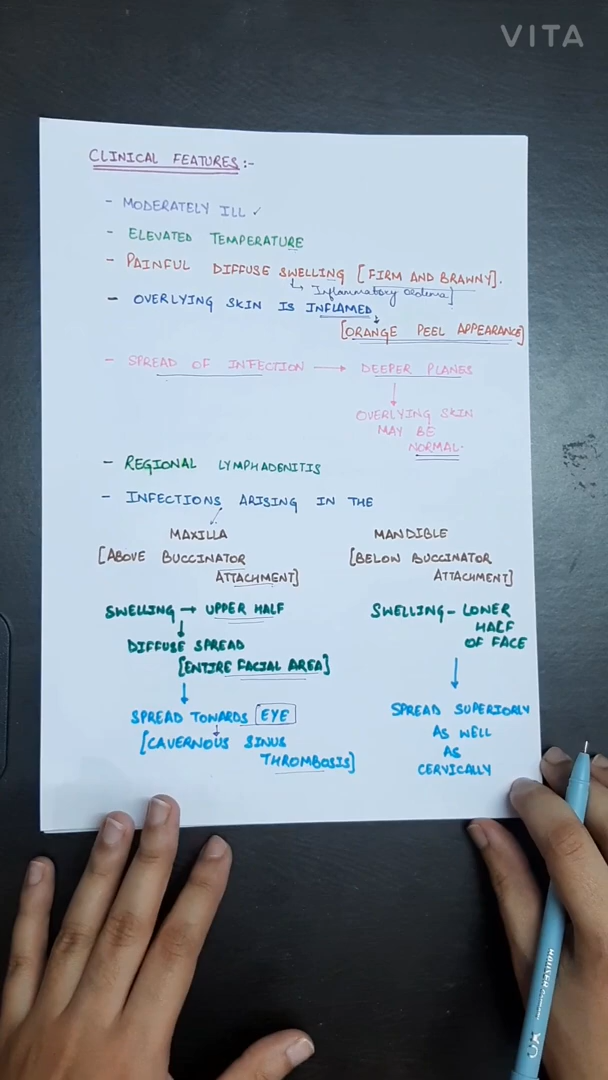 VITA
CLINICAL FEATURES:-
- MODERATELY ILL ✓
- ELEVATED TEMPERATURE
- PAINFUL DIFFUSE SWELLING [FIRM AND BRAWNY].
↳ Inflammatory Oedema]
- OVERLYING SKIN IS INFLAMED
[ORANGE PEEL APPEARANCE]
- SPREAD OF INFECTION → DEEPER PLANES
↓
OVERLYING SKIN
MAY BE
NORMAL.
- REGIONAL LYMPHADENITIS
- INFECTIONS ARISING IN THE
MAXILLA
[ABOVE BUCCINATOR
ATTACHMENT]
SWELLING → UPPER HALF
↓
DIFFUSE SPREAD
[ENTIRE FACIAL AREA]
↓
SPREAD TOWARDS EYE
↓
[CAVERNOUS SINUS
THROMBOSIS]
MANDIBLE
[BELOW BUCCINATOR
ATTACHMENT]
SWELLING - LOWER
HALF
OF FACE
↓
SPREAD SUPERIORLY
AS WELL
AS
CERVICALLY